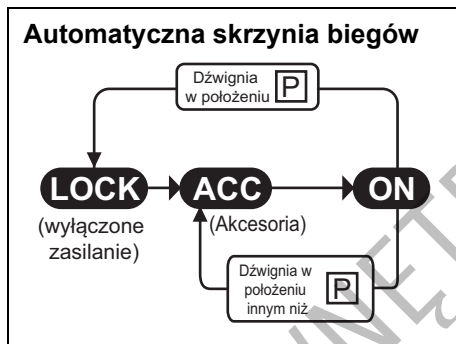 Automatyczna skrzynia biegów
Dźwignia
w położeniu P
LOCK ACC ON
(wyłączone
zasilanie)
(Akcesoria)
Dźwignia w
położeniu
innym niż P